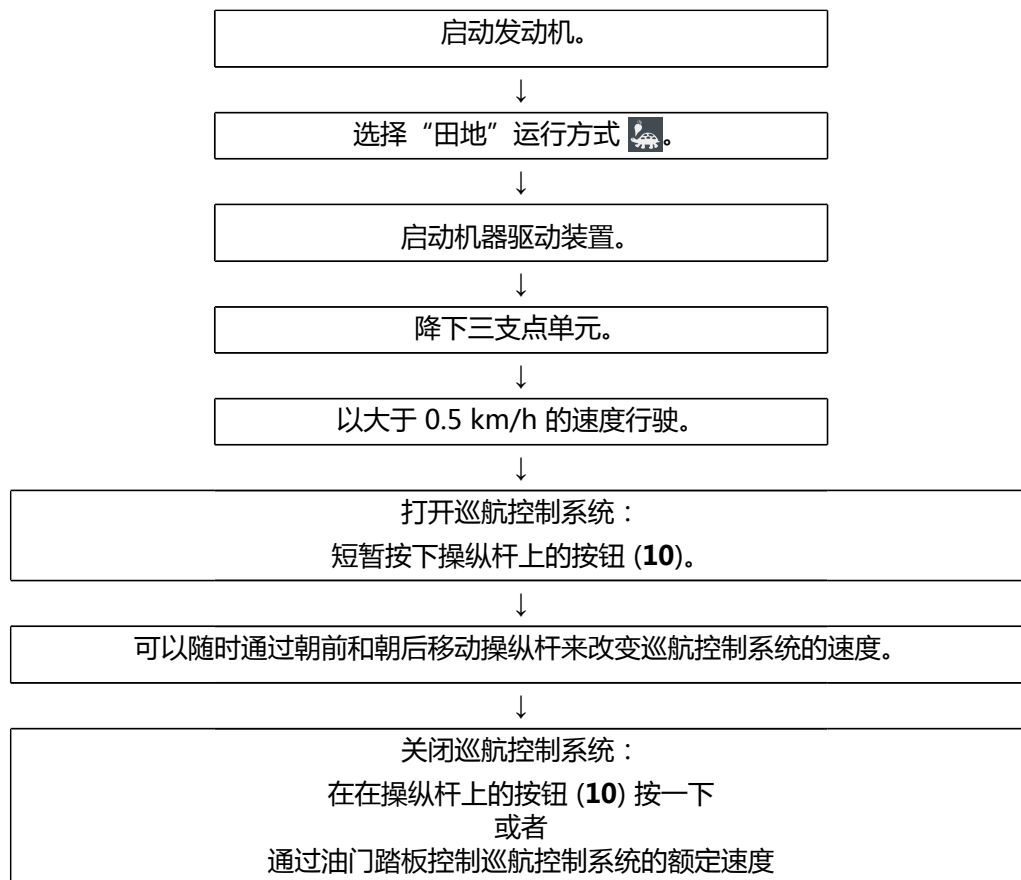 启动发动机。
↓
选择“田地”运行方式。
↓
启动机器驱动装置。
↓
降下三支点单元。
↓
以大于 0.5 km/h 的速度行驶。
↓
打开巡航控制系统：
短暂按下操纵杆上的按钮 (10)。
↓
可以随时通过朝前和朝后移动操纵杆来改变巡航控制系统的速度。
↓
关闭巡航控制系统：
在在操纵杆上的按钮 (10) 按一下
或者
通过油门踏板控制巡航控制系统的额定速度